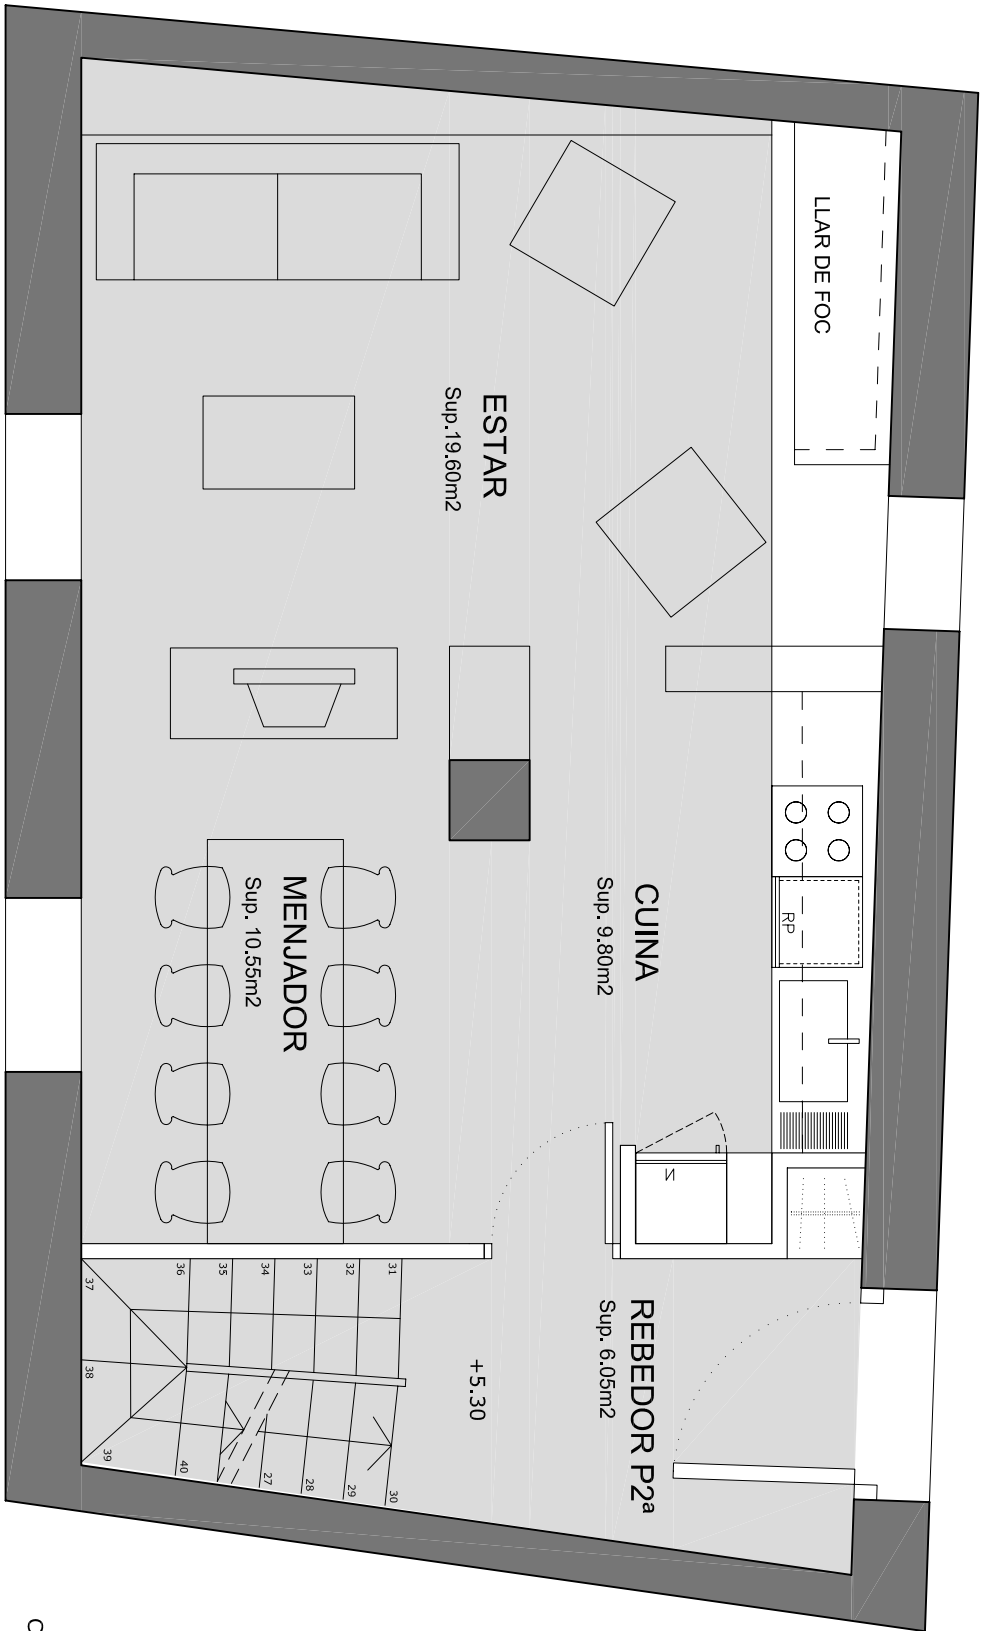 LLAR DE FOC
ESTAR
Sup.19.60m2
CUINA
Sup. 9.80m2
RP
N
MENJADOR
Sup. 10.55m2
REBEDOR P2ª
Sup. 6.05m2
+5.30
31
32
33
34
35
36
37
38
39
40
27
28
29
30
C